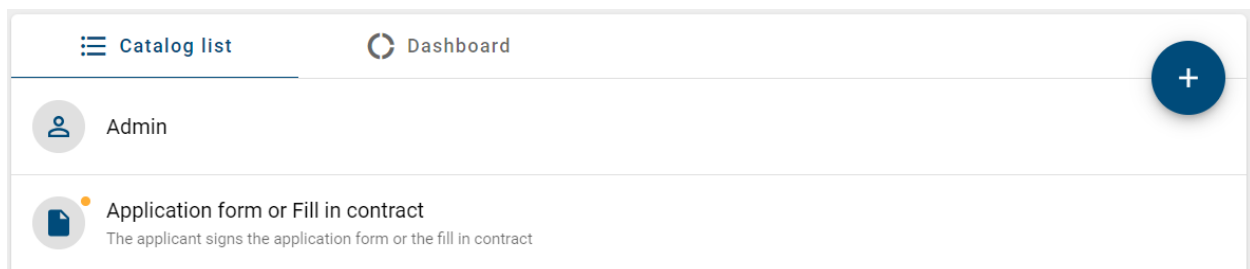 Catalog list Dashboard
Admin
Application form or Fill in contract
The applicant signs the application form or the fill in contract